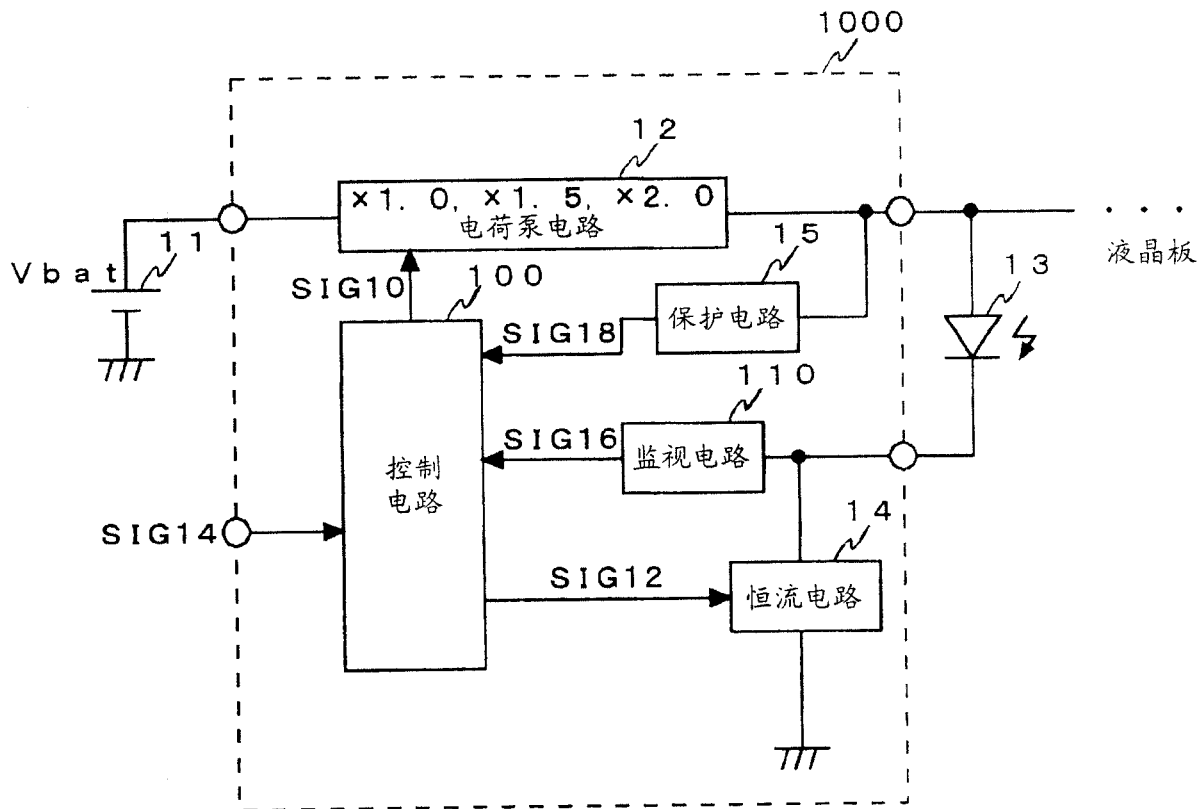 1000
12
×1.0, ×1.5, ×2.0
电荷泵电路
11
Vbat
SIG10
100
15
保护电路
SIG18
液晶板
· · ·
13
110
SIG16
监视电路
控制
电路
SIG14
14
SIG12
恒流电路